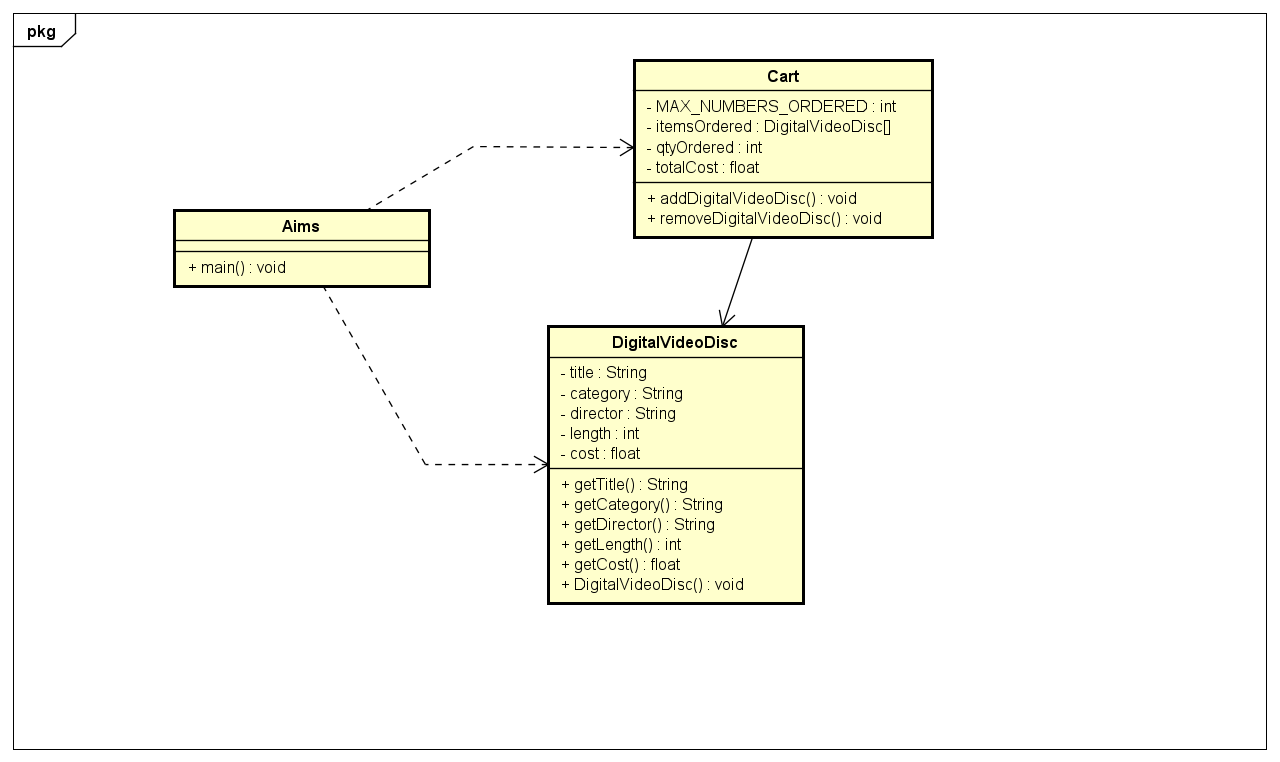 pkg
Cart
- MAX_NUMBERS_ORDERED : int
- itemsOrdered : DigitalVideoDisc[]
- qtyOrdered : int
- totalCost : float
+ addDigitalVideoDisc() : void
+ removeDigitalVideoDisc() : void
Aims
+ main() : void
DigitalVideoDisc
- title : String
- category : String
- director : String
- length : int
- cost : float
+ getTitle() : String
+ getCategory() : String
+ getDirector() : String
+ getLength() : int
+ getCost() : float
+ DigitalVideoDisc() : void